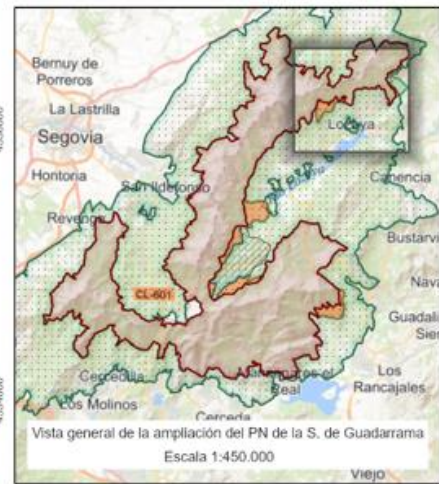 Bernuy de
Porreros
La Lastrilla
Segovia
Hontoria
San Ildefonso
Revenga
Lozoya
Canencia
Bustarvi
Nava
Guadali
Sier
CL-601
Cercedilla
Real
Los
Rancajales
Los Molinos
Cerceda
Vista general de la ampliación del PN de la S. de Guadarrama
Escala 1:450.000
Viejo